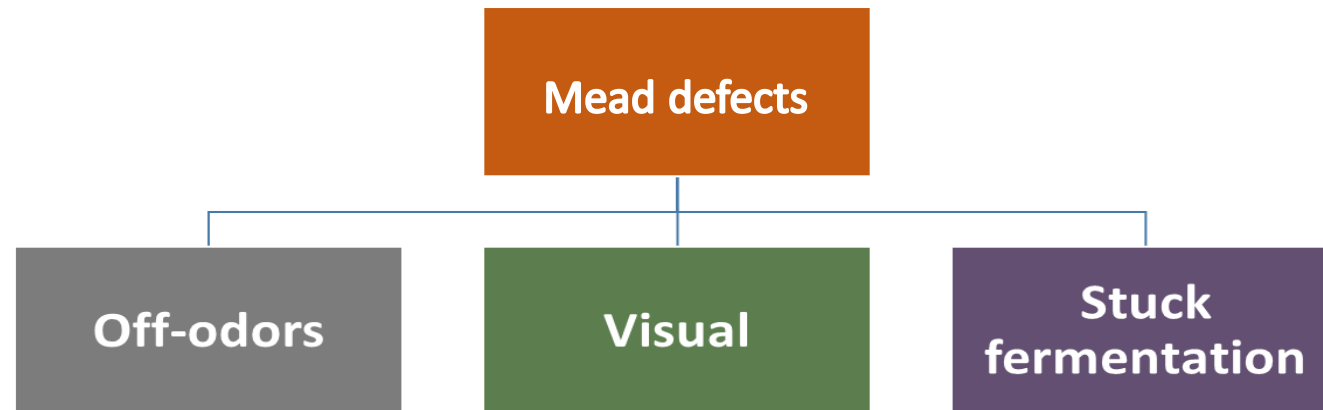 Mead defects
Off-odors
Visual
Stuck
fermentation